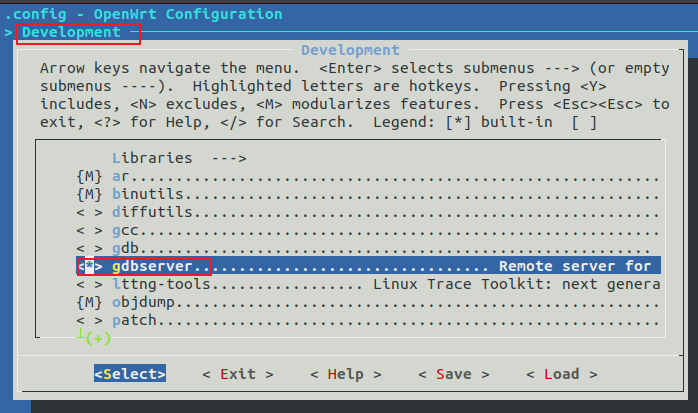 .config - OpenWrt Configuration
> Development
Development
Arrow keys navigate the menu.  <Enter> selects submenus ---> (or empty
submenus ----).  Highlighted letters are hotkeys.  Pressing <Y>
includes, <N> excludes, <M> modularizes features.  Press <Esc><Esc> to
exit, <?> for Help, </> for Search.  Legend: [*] built-in  [ ]
Libraries  --->
{M} ar...........................................................
{M} binutils.....................................................
< > diffutils....................................................
< > gcc..........................................................
< > gdb.........................................................
<*> gdbserver................................. Remote server for
< > lttng-tools................. Linux Trace Toolkit: next genera
{M} objdump......................................................
< > patch........................................................
┴(+)
<Select>    < Exit >    < Help >    < Save >    < Load >